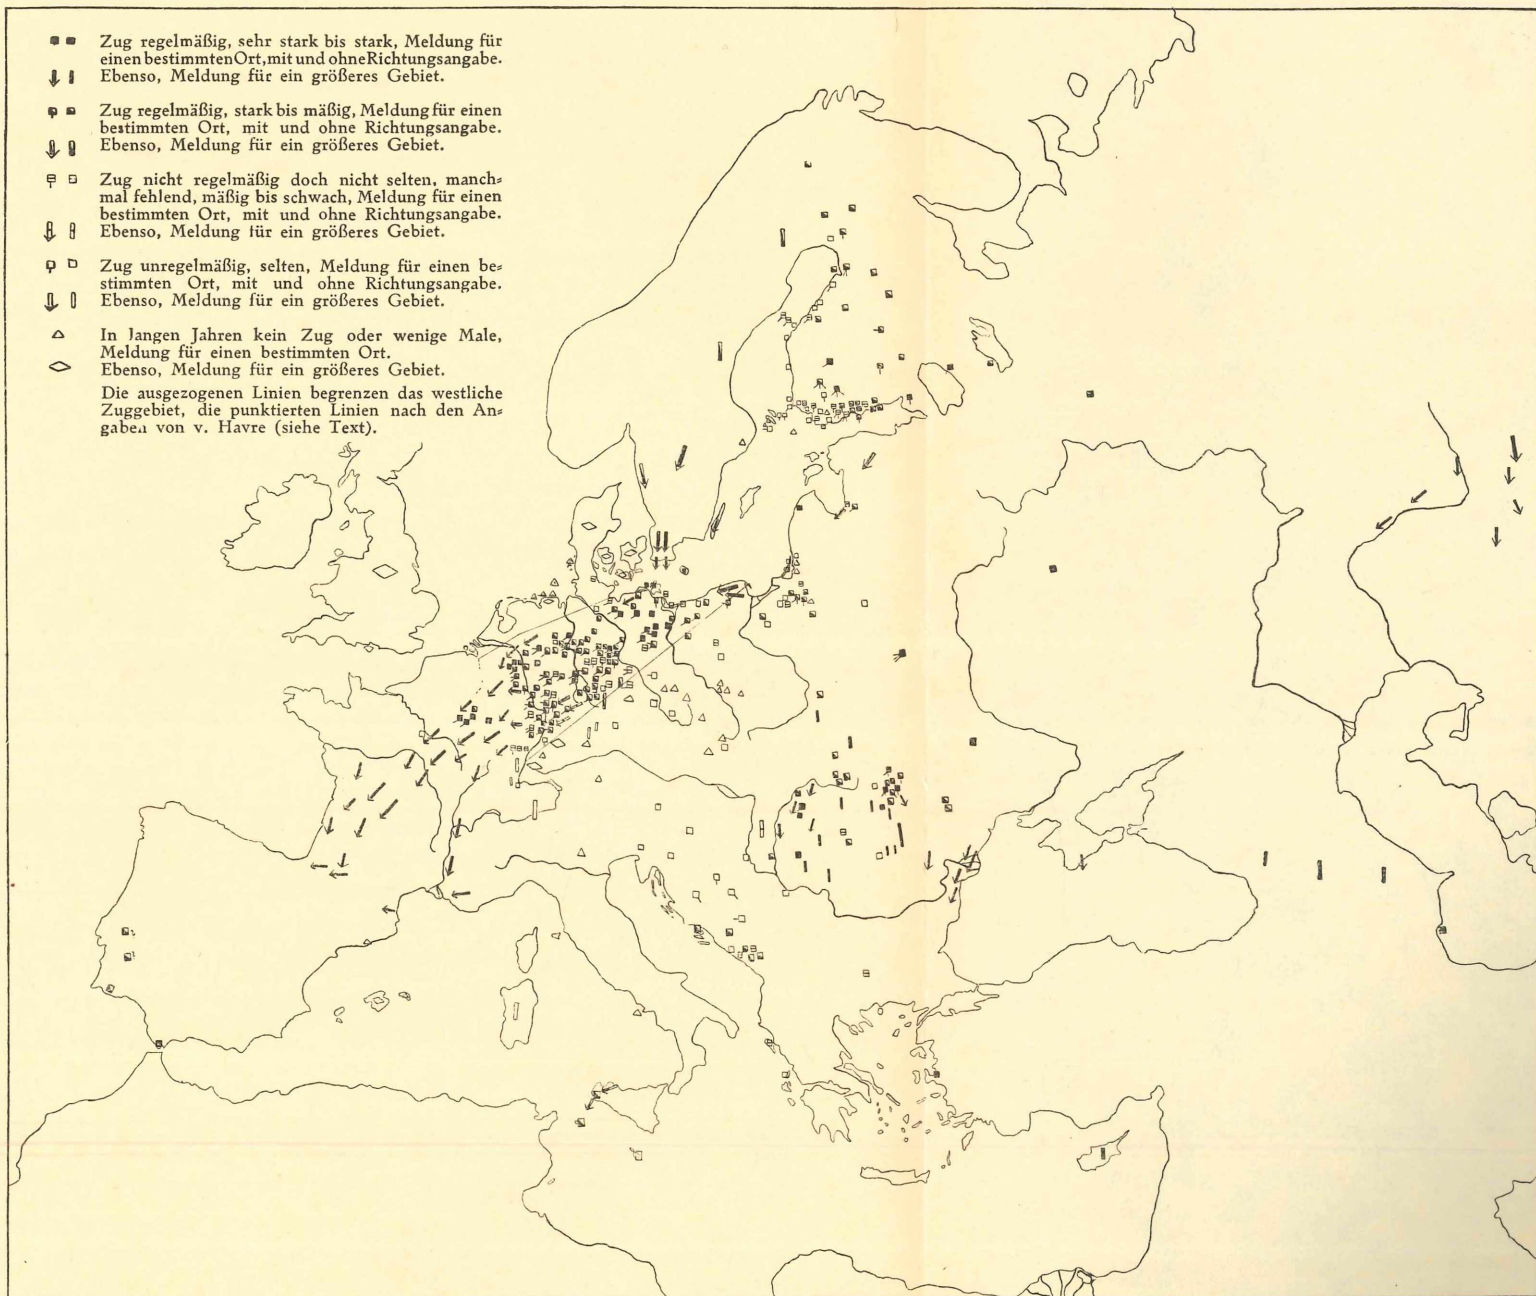 Zug regelmäßig, sehr stark bis stark, Meldung für
einen bestimmten Ort, mit und ohne Richtungsangabe.
Ebenso, Meldung für ein größeres Gebiet.
Zug regelmäßig, stark bis mäßig, Meldung für einen
bestimmten Ort, mit und ohne Richtungsangabe.
Ebenso, Meldung für ein größeres Gebiet.
Zug nicht regelmäßig doch nicht selten, manch=
mal fehlend, mäßig bis schwach, Meldung für einen
bestimmten Ort, mit und ohne Richtungsangabe.
Ebenso, Meldung für ein größeres Gebiet.
Zug unregelmäßig, selten, Meldung für einen be=
stimmten Ort, mit und ohne Richtungsangabe.
Ebenso, Meldung für ein größeres Gebiet.
In langen Jahren kein Zug oder wenige Male,
Meldung für einen bestimmten Ort.
Ebenso, Meldung für ein größeres Gebiet.
Die ausgezogenen Linien begrenzen das westliche
Zuggebiet, die punktierten Linien nach den An=
gaben von v. Havre (siehe Text).